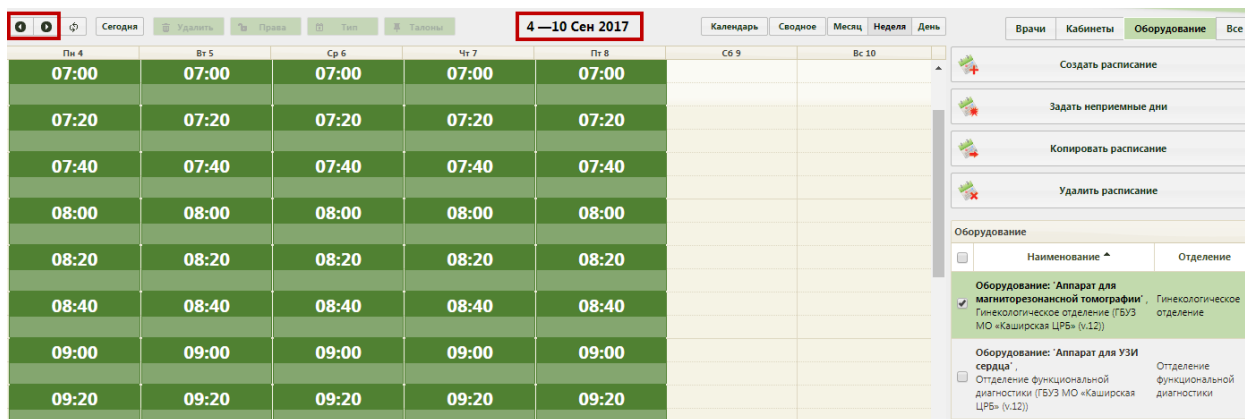 Сегодня Удалить Права Тип Талоны 4 —10 Сен 2017 Календарь Сводное Месяц Неделя День Врачи Кабинеты Оборудование Все
Пн 4 Вт 5 Ср 6 Чт 7 Пт 8 Сб 9 Вс 10
07:00 07:00 07:00 07:00 07:00
07:20 07:20 07:20 07:20 07:20
07:40 07:40 07:40 07:40 07:40
08:00 08:00 08:00 08:00 08:00
08:20 08:20 08:20 08:20 08:20
08:40 08:40 08:40 08:40 08:40
09:00 09:00 09:00 09:00 09:00
09:20 09:20 09:20 09:20 09:20
Создать расписание
Задать неприемные дни
Копировать расписание
Удалить расписание
Оборудование
Наименование Отделение
Оборудование: 'Аппарат для
магниторезонансной томографии' ,
Гинекологическое отделение (ГБУЗ
МО «Каширская ЦРБ» (v.12))
Гинекологическое
отделение
Оборудование: 'Аппарат для УЗИ
сердца' ,
Оттделение функциональной
диагностики (ГБУЗ МО «Каширская
ЦРБ» (v.12))
Оттделение
функциональной
диагностики